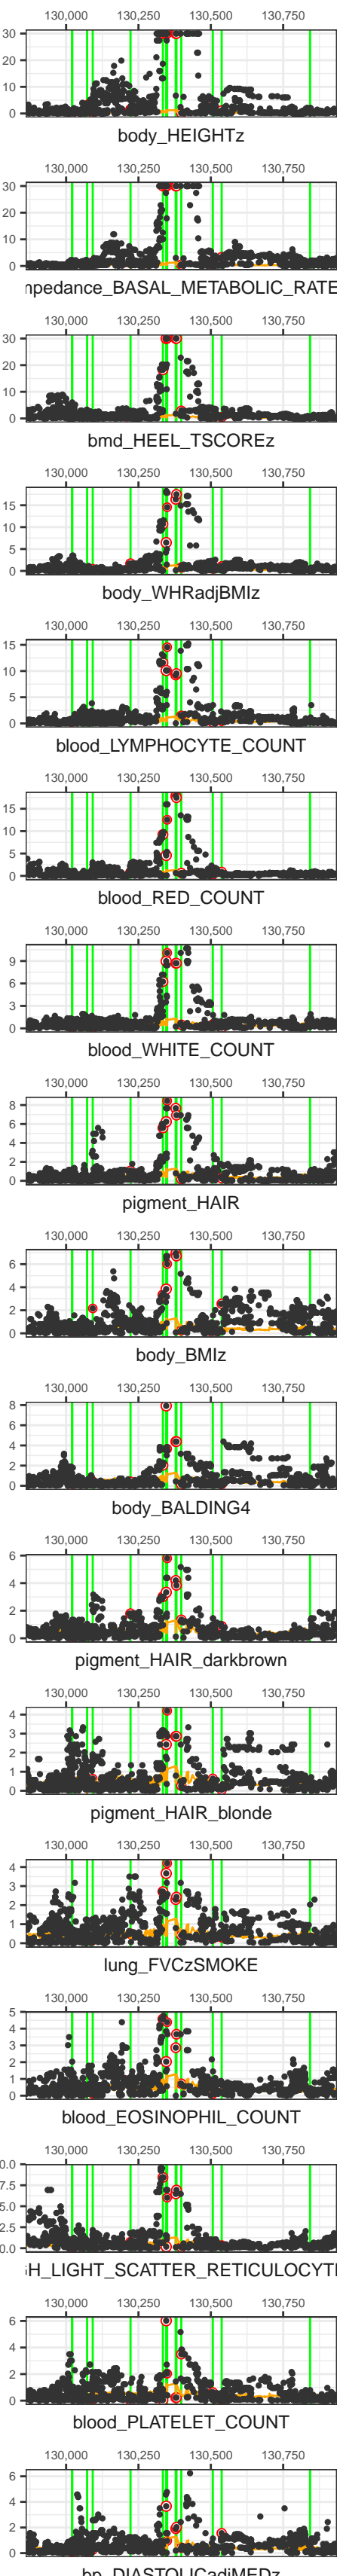 130,000 130,250 130,500 130,750
30
20
10
0
body_HEIGHTz
130,000 130,250 130,500 130,750
30
20
10
0
mpedance_BASAL_METABOLIC_RATE
130,000 130,250 130,500 130,750
30
20
10
0
bmd_HEEL_TSCOREz
130,000 130,250 130,500 130,750
15
10
5
0
body_WHRadjBMIz
130,000 130,250 130,500 130,750
15
10
5
0
blood_LYMPHOCYTE_COUNT
130,000 130,250 130,500 130,750
15
10
5
0
blood_RED_COUNT
130,000 130,250 130,500 130,750
9
6
3
0
blood_WHITE_COUNT
130,000 130,250 130,500 130,750
8
6
4
2
0
pigment_HAIR
130,000 130,250 130,500 130,750
6
4
2
0
body_BMIz
130,000 130,250 130,500 130,750
8
6
4
2
0
body_BALDING4
130,000 130,250 130,500 130,750
6
4
2
0
pigment_HAIR_darkbrown
130,000 130,250 130,500 130,750
4
3
2
1
0
pigment_HAIR_blonde
130,000 130,250 130,500 130,750
4
3
2
1
0
lung_FVCzSMOKE
130,000 130,250 130,500 130,750
5
4
3
2
1
0
blood_EOSINOPHIL_COUNT
130,000 130,250 130,500 130,750
0.0
7.5
5.0
2.5
0.0
GH_LIGHT_SCATTER_RETICULOCYTE
130,000 130,250 130,500 130,750
6
4
2
0
blood_PLATELET_COUNT
130,000 130,250 130,500 130,750
6
4
2
0
bp_DIASTOLICadjMEDz